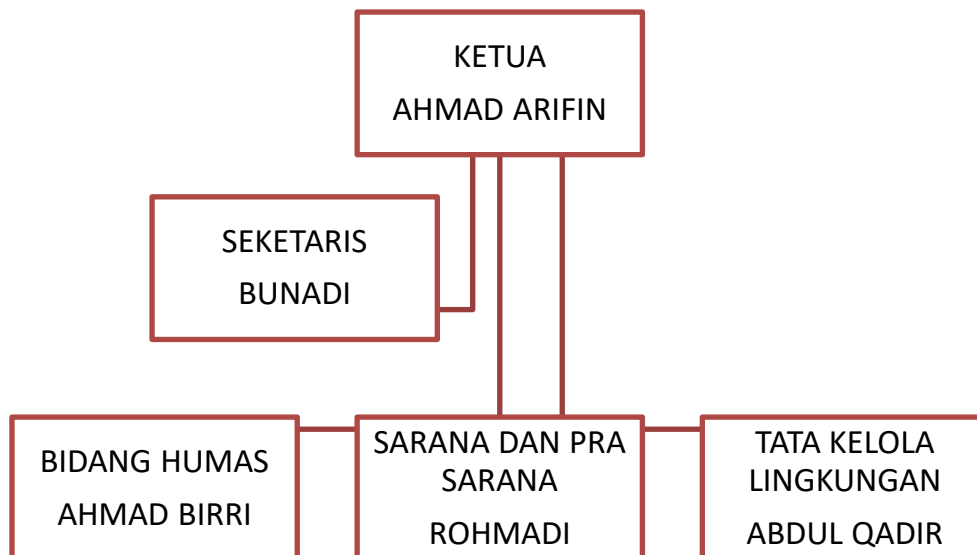 KETUA
AHMAD ARIFIN
SEKETARIS
BUNADI
BIDANG HUMAS
AHMAD BIRRI
SARANA DAN PRA
SARANA
ROHMADI
TATA KELOLA
LINGKUNGAN
ABDUL QADIR